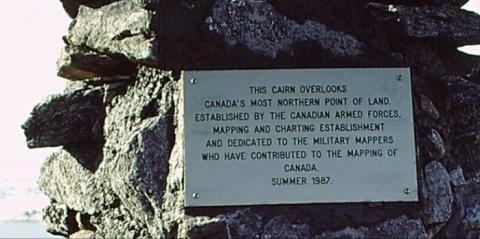 THIS CAIRN OVERLOOKS
CANADA'S MOST NORTHERN POINT OF LAND.
ESTABLISHED BY THE CANADIAN ARMED FORCES,
MAPPING AND CHARTING ESTABLISHMENT
AND DEDICATED TO THE MILITARY MAPPERS
WHO HAVE CONTRIBUTED TO THE MAPPING OF
CANADA.
SUMMER 1987.